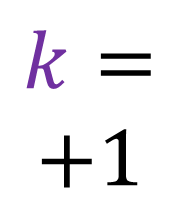 k =
+1